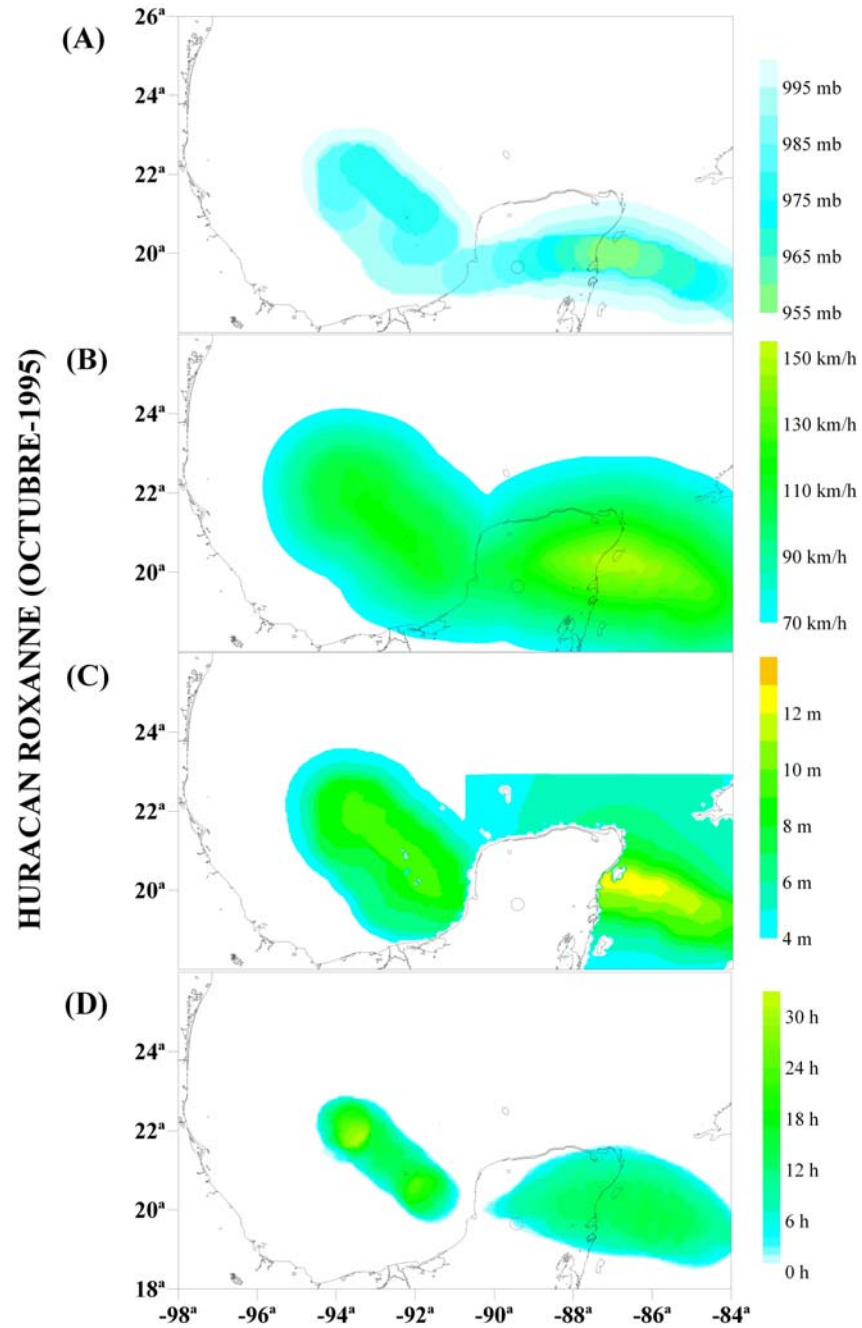 HURACAN ROXANNE (OCTUBRE-1995)
(A)
26ª
24ª
22ª
20ª
995 mb
985 mb
975 mb
965 mb
955 mb
(B)
24ª
22ª
20ª
150 km/h
130 km/h
110 km/h
90 km/h
70 km/h
(C)
24ª
22ª
20ª
12 m
10 m
8 m
6 m
4 m
(D)
24ª
22ª
20ª
18ª
30 h
24 h
18 h
12 h
6 h
0 h
-98ª -96ª -94ª -92ª -90ª -88ª -86ª -84ª